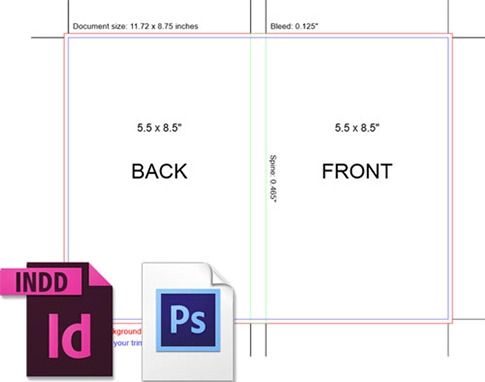 Document size: 11.72 x 8.75 inches
Bleed: 0.125"
5.5 x 8.5"
5.5 x 8.5"
BACK
FRONT
Spine: 0.465"
INDD
Id
Ps
your trim